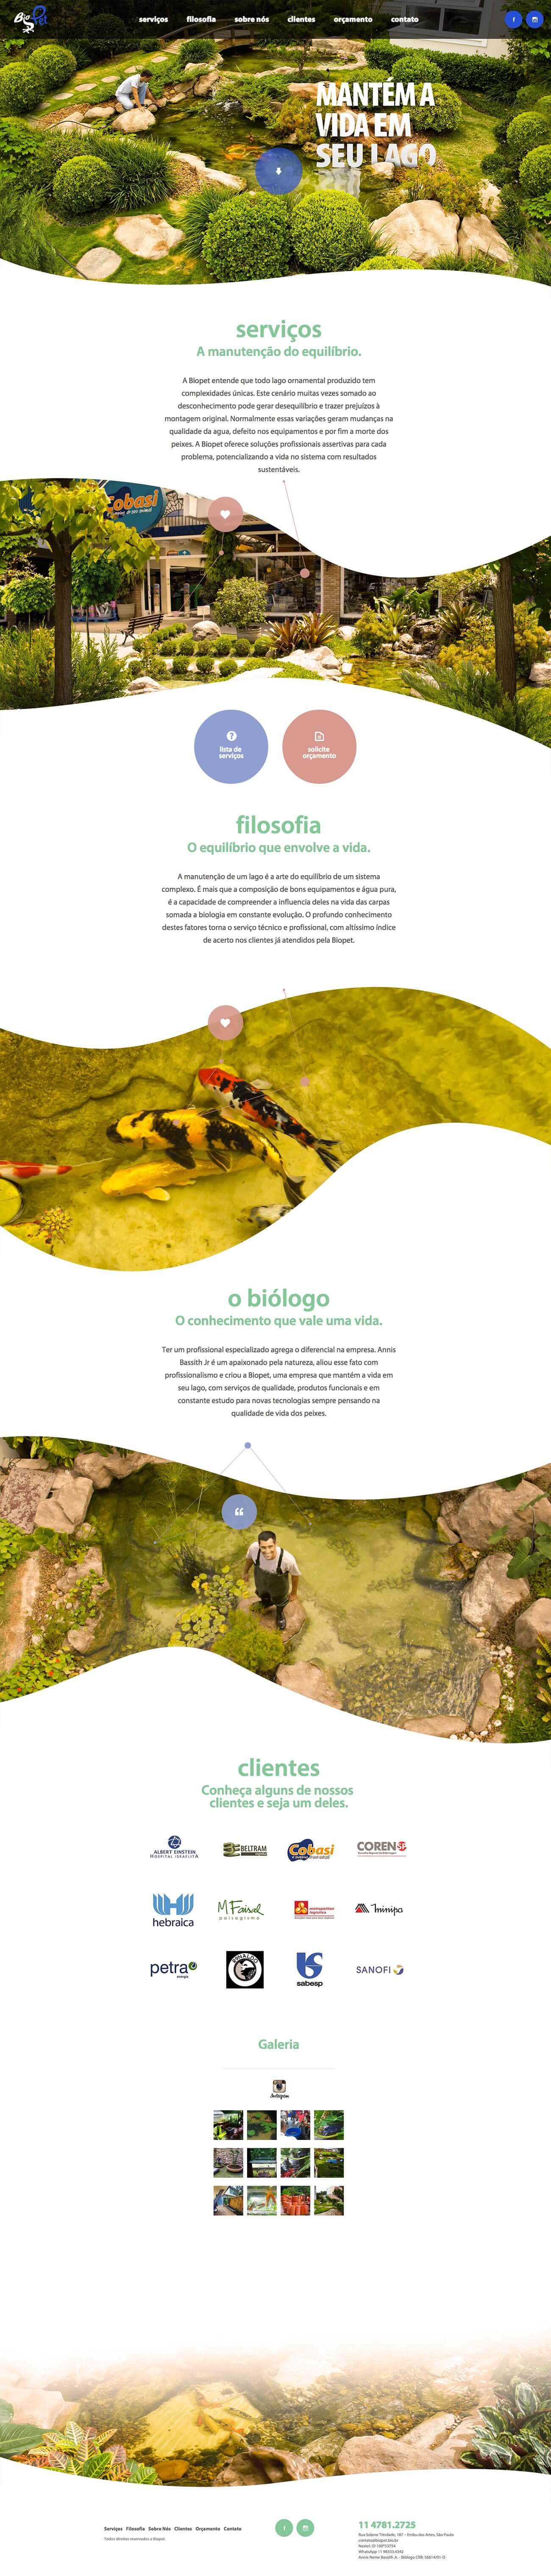 BioPet
serviços filosofia sobre nós clientes orçamento contato
MANTÉM A
VIDA EM
SEU LAGO
serviços
A manutenção do equilíbrio.
A Biopet entende que todo lago ornamental produzido tem
complexidades únicas. Este cenário muitas vezes somado ao
desconhecimento pode gerar desequilíbrio e trazer prejuízos à
montagem original. Normalmente essas variações geram mudanças na
qualidade da agua, defeito nos equipamentos e por fim a morte dos
peixes. A Biopet oferece soluções profissionais assertivas para cada
problema, potencializando a vida no sistema com resultados
sustentáveis.
Cobasi
lista de
serviços
solicite
orçamento
filosofia
O equilíbrio que envolve a vida.
A manutenção de um lago é a arte do equilíbrio de um sistema
complexo. É mais que a composição de bons equipamentos e água pura,
é a capacidade de compreender a influencia deles na vida das carpas
somada a biologia em constante evolução. O profundo conhecimento
destes fatores torna o serviço técnico e profissional, com altíssimo índice
de acerto nos clientes já atendidos pela Biopet.
o biólogo
O conhecimento que vale uma vida.
Ter um profissional especializado agrega o diferencial na empresa. Annis
Bassith Jr é um apaixonado pela natureza, aliou esse fato com
profissionalismo e criou a Biopet, uma empresa que mantém a vida em
seu lago, com serviços de qualidade, produtos funcionais e em
constante estudo para novas tecnologias sempre pensando na
qualidade de vida dos peixes.
clientes
Conheça alguns de nossos
clientes e seja um deles.
ALBERT EINSTEIN
HOSPITAL ISRAELITA
BELTRAM
Cobasi
COREN SP
hebraica
M Faisal
paisagismo
metropolitan
logística
Minipa
petra
energia
sabesp
SANOFI
Galeria
Instagram
Serviços Filosofia Sobre Nós Clientes Orçamento Contato
Todos direitos reservados a Biopet.
11 4781.2725
contato@biopet.bio.br
WhatsApp 11 98333.0342